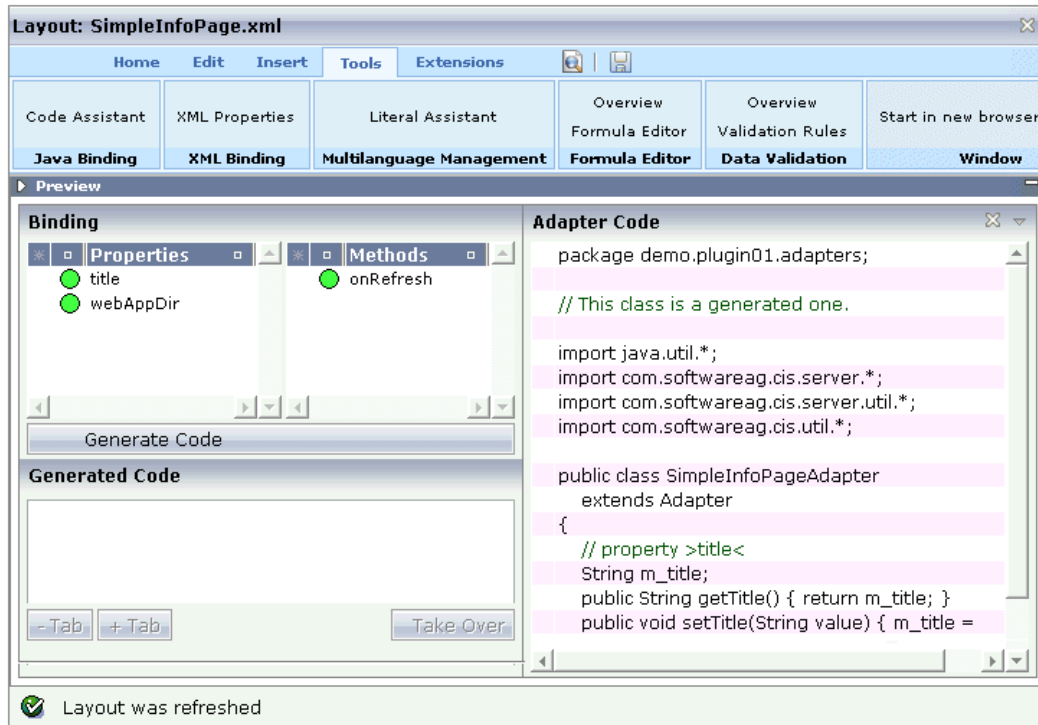 Layout: SimpleInfoPage.xml
Home Edit Insert Tools Extensions
Code Assistant XML Properties Literal Assistant Overview Overview Start in new browser
Formula Editor Validation Rules
Java Binding XML Binding Multilanguage Management Formula Editor Data Validation Window
Preview
Binding
Properties Methods
title onRefresh
webAppDir
Generate Code
Generated Code
- Tab + Tab Take Over
Adapter Code
package demo.plugin01.adapters;
// This class is a generated one.
import java.util.*;
import com.softwareag.cis.server.*;
import com.softwareag.cis.server.util.*;
import com.softwareag.cis.util.*;
public class SimpleInfoPageAdapter
extends Adapter
{
// property >title<
String m_title;
public String getTitle() { return m_title; }
public void setTitle(String value) { m_title =
Layout was refreshed